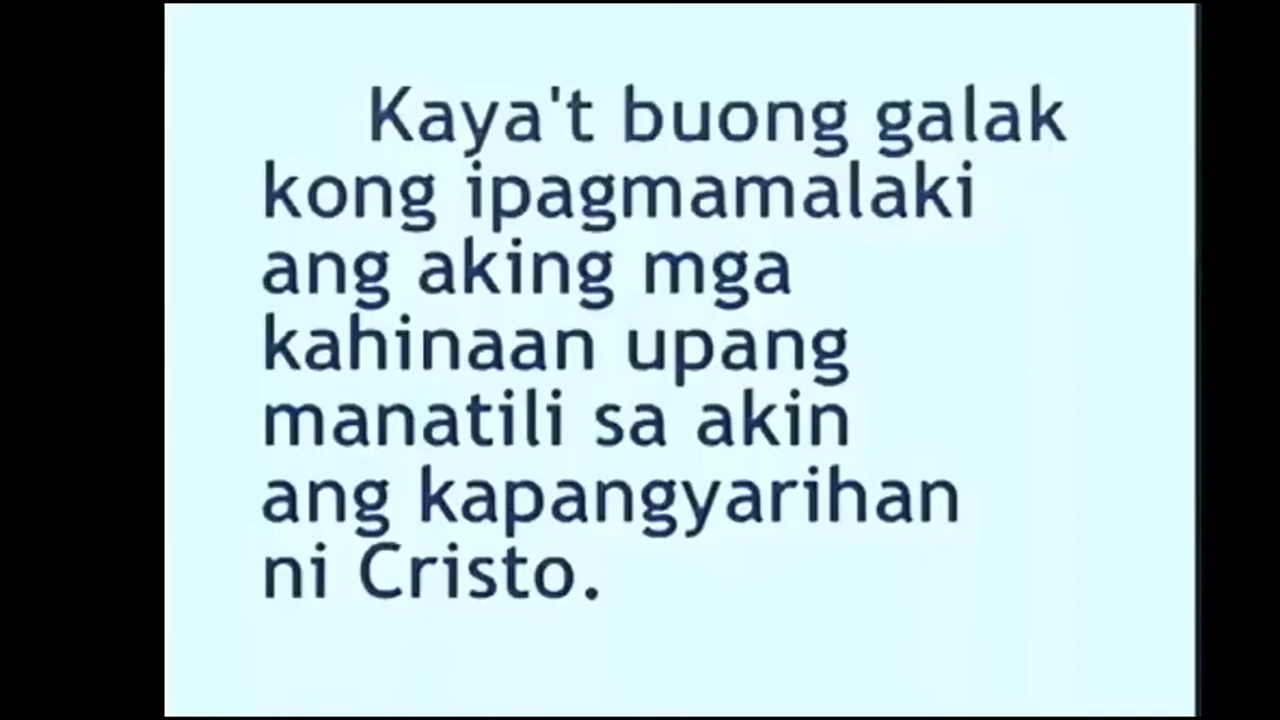 Kaya't buong galak
kong ipagmamalaki
ang aking mga
kahinaan upang
manatili sa akin
ang kapangyarihan
ni Cristo.